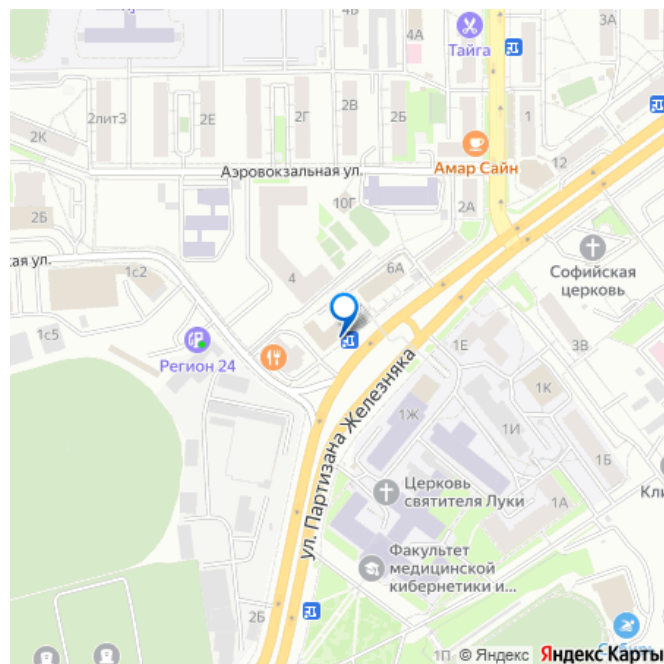 4В
4А
3А
Тайга
2лит3
2Е
2Г
2В
2Б
1
2К
Амар Сайн
12
Аэровокзальная ул.
10Г
2А
3В
2Б
Софийская
церковь
ая ул.
6А
1с2
4
1с5
Регион 24
1Е
1К
1Ж
1И
1Б
ул. Партизана Железняка
Церковь
святителя Луки
1А
Кли
Факультет
медицинской
кибернетики и...
2Б
1П
© Яндекс
Яндекс Карты